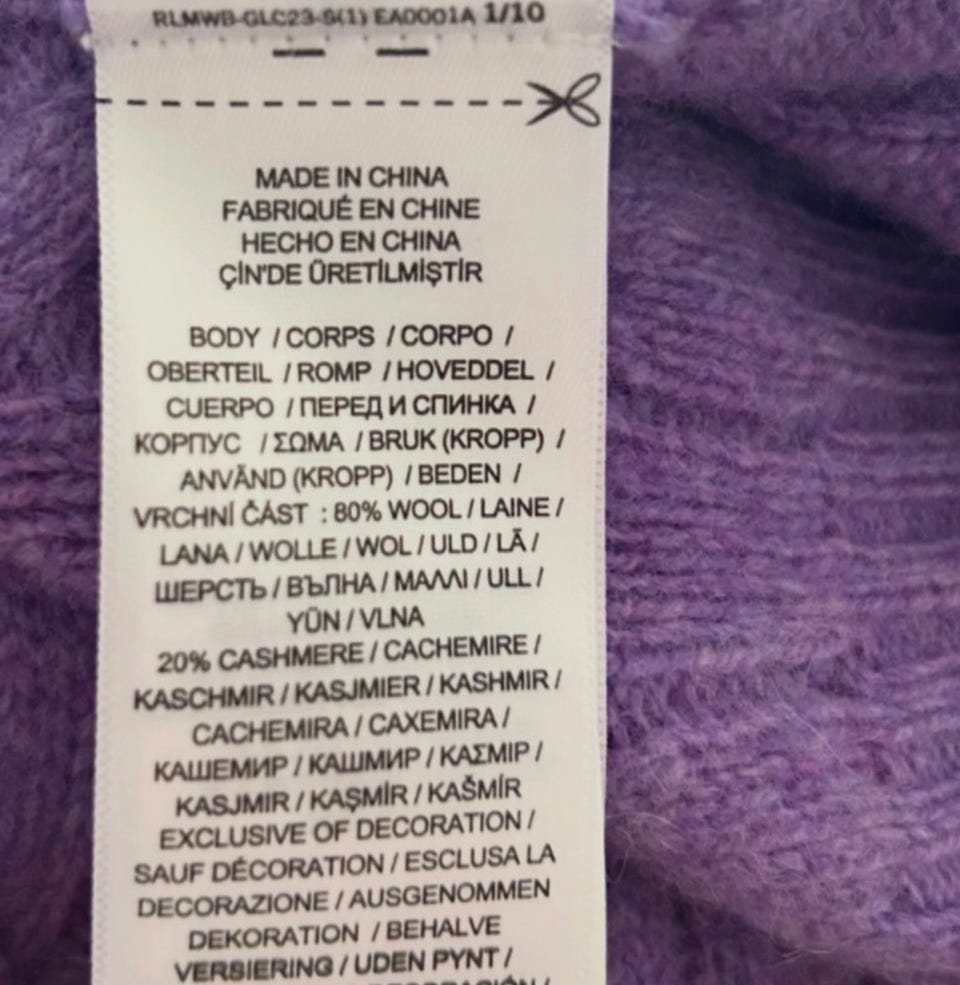 RLMWB-GLC23-S(1) EA0001A 1/10
MADE IN CHINA
FABRIQUÉ EN CHINE
HECHO EN CHINA
ÇİN'DE ÜRETİLMİŞTİR
BODY / CORPS / CORPO /
OBERTEIL / ROMP / HOVEDDEL /
CUERPO / ПЕРЕД И СПИНКА /
КОРПУС / ΣΩΜΑ / BRUK (KROPP) /
ANVÄND (KROPP) / BEDEN /
VRCHNÍ ČÁST : 80% WOOL / LAINE /
LANA / WOLLE / WOL / ULD / LÃ /
ШЕРСТЬ / ВЪЛНА / ΜΑΛΛΙ / ULL /
YÜN / VLNA
20% CASHMERE / CACHEMIRE /
KASCHMIR / KASJMIER / KASHMIR /
CACHEMIRA / CAXEMIRA /
КАШЕМИР / КАШМИР / ΚΑΣΜΙΡ /
KASJMIR / KAŞMİR / KAŠMÍR
EXCLUSIVE OF DECORATION /
SAUF DÉCORATION / ESCLUSA LA
DECORAZIONE / AUSGENOMMEN
DEKORATION / BEHALVE
VERSIERING / UDEN PYNT /